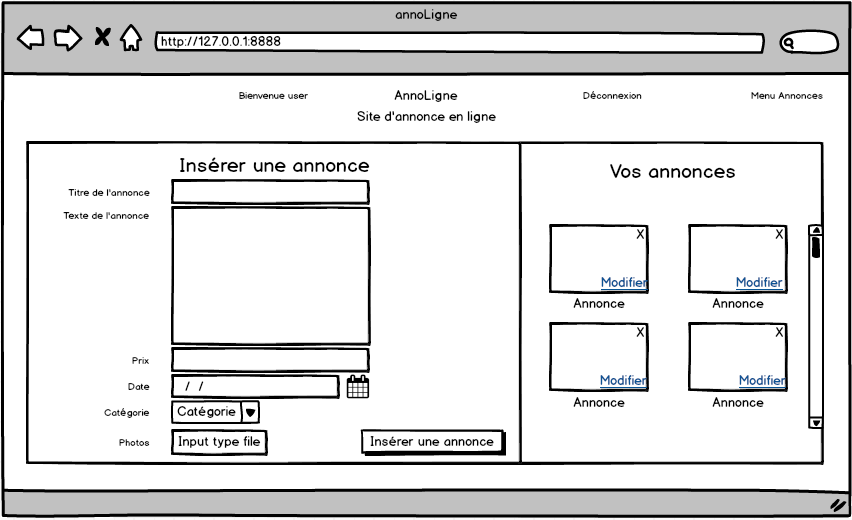 annoLigne
http://127.0.0.1:8888
Bienvenue user AnnoLigne Déconnexion Menu Annonces
Site d'annonce en ligne
Insérer une annonce
Titre de l'annonce
Texte de l'annonce
Prix
Date / /
Catégorie Catégorie
Photos Input type file Insérer une annonce
Vos annonces
X X
Modifier Modifier
Annonce Annonce
X X
Modifier Modifier
Annonce Annonce